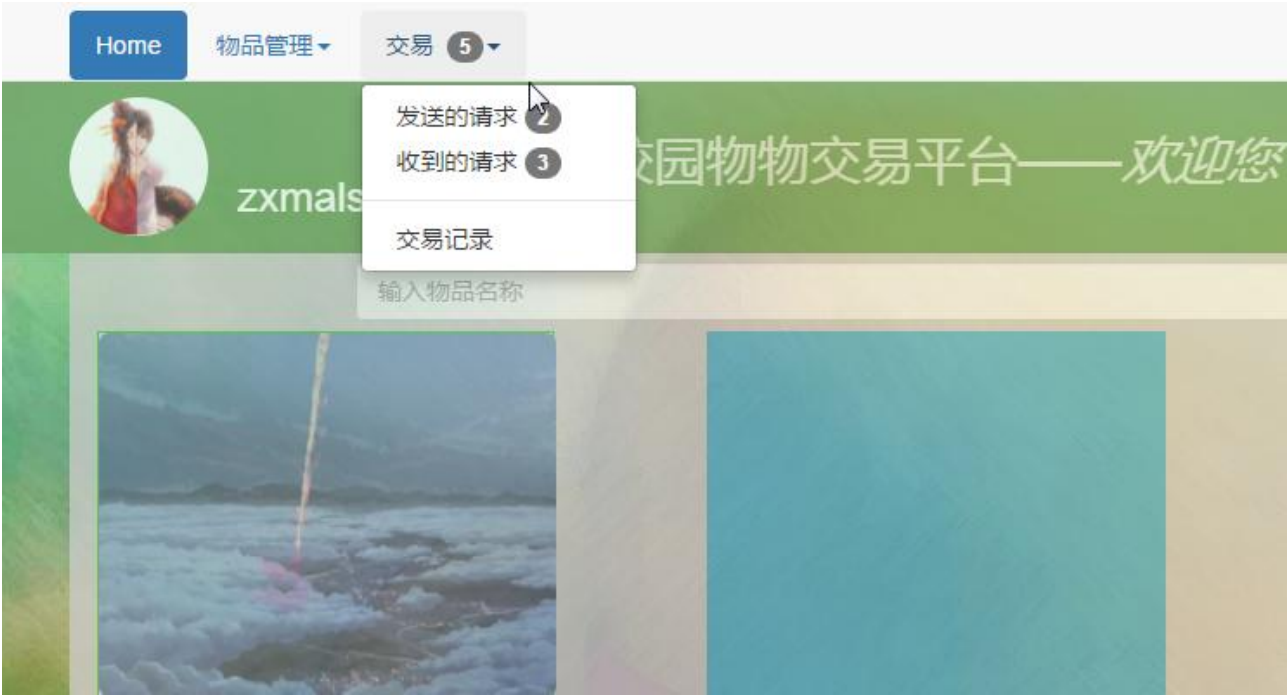 Home 物品管理 交易 5
发送的请求 2
收到的请求 3
园物物交易平台——欢迎您
zxmals
交易记录
输入物品名称